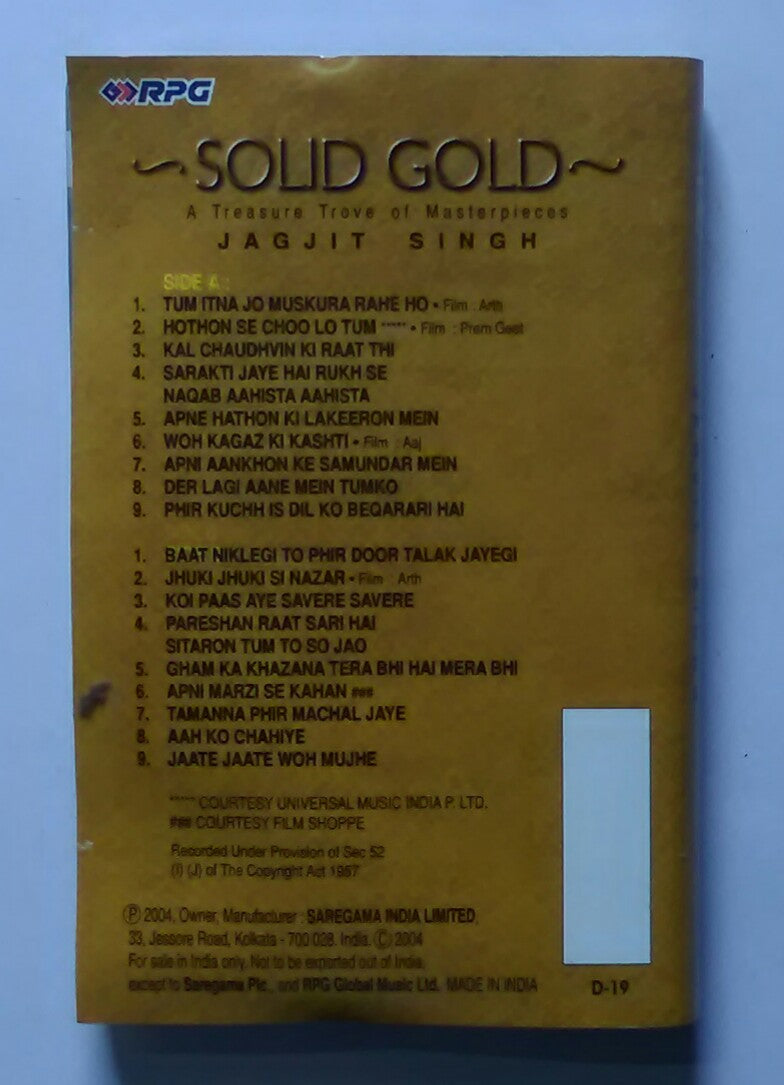 RPG
SOLID GOLD
A Treasure Trove of Masterpieces
JAGJIT SINGH
SIDE A :
1. TUM ITNA JO MUSKURA RAHE HO • Film : Arth
2. HOTHON SE CHOO LO TUM ***** • Film : Prem Geet
3. KAL CHAUDHVIN KI RAAT THI
4. SARAKTI JAYE HAI RUKH SE
NAQAB AAHISTA AAHISTA
5. APNE HATHON KI LAKEERON MEIN
6. WOH KAGAZ KI KASHTI • Film : Aaj
7. APNI AANKHON KE SAMUNDAR MEIN
8. DER LAGI AANE MEIN TUMKO
9. PHIR KUCHH IS DIL KO BEQARARI HAI
1. BAAT NIKLEGI TO PHIR DOOR TALAK JAYEGI
2. JHUKI JHUKI SI NAZAR • Film : Arth
3. KOI PAAS AYE SAVERE SAVERE
4. PARESHAN RAAT SARI HAI
SITARON TUM TO SO JAO
5. GHAM KA KHAZANA TERA BHI HAI MERA BHI
6. APNI MARZI SE KAHAN ###
7. TAMANNA PHIR MACHAL JAYE
8. AAH KO CHAHIYE
9. JAATE JAATE WOH MUJHE
***** COURTESY UNIVERSAL MUSIC INDIA P. LTD.
### COURTESY FILM SHOPPE
Recorded Under Provision of Sec 52
(I) (J) of The Copyright Act 1957
Ⓟ 2004, Owner, Manufacturer : SAREGAMA INDIA LIMITED,
33, Jessore Road, Kolkata - 700 028. India. Ⓒ 2004
For sale in India only. Not to be exported out of India,
except to Saregama Plc., and RPG Global Music Ltd. MADE IN INDIA
D-19